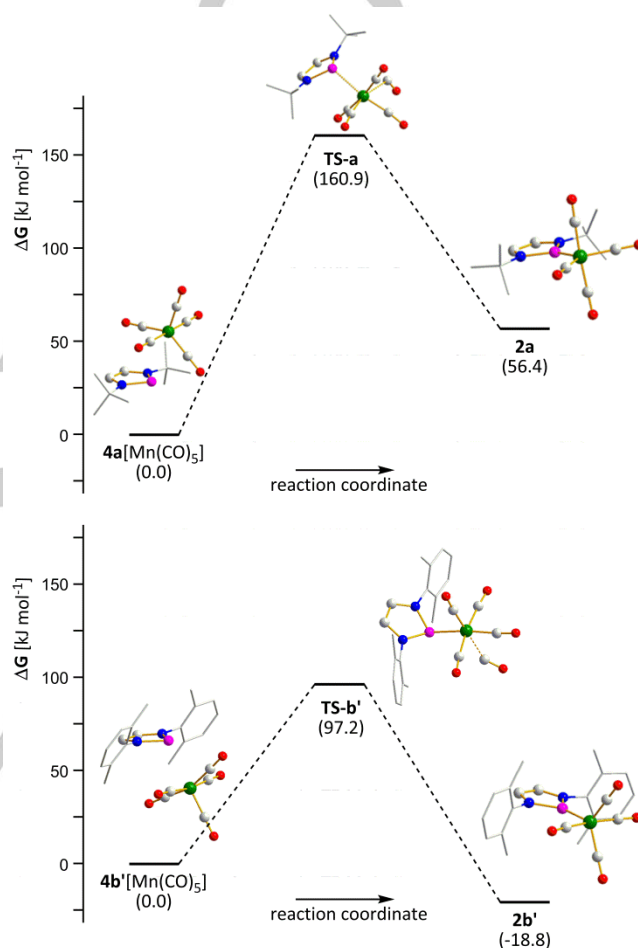 TS-a
(160.9)
150
100
50
0
ΔG [kJ mol-1]
2a
(56.4)
4a[Mn(CO)5]
(0.0)
reaction coordinate
150
100
50
0
ΔG [kJ mol-1]
TS-b'
(97.2)
4b'[Mn(CO)5]
(0.0)
reaction coordinate
2b'
(-18.8)